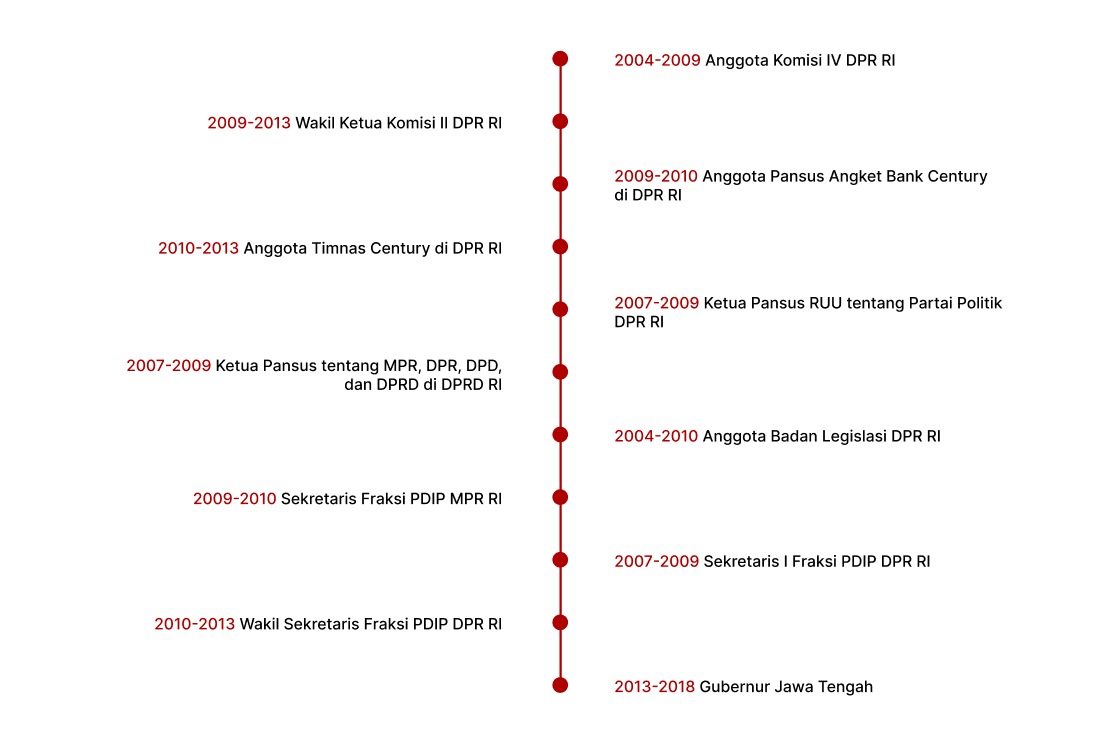 2004-2009 Anggota Komisi IV DPR RI
2009-2013 Wakil Ketua Komisi II DPR RI
2009-2010 Anggota Pansus Angket Bank Century
di DPR RI
2010-2013 Anggota Timnas Century di DPR RI
2007-2009 Ketua Pansus RUU tentang Partai Politik
DPR RI
2007-2009 Ketua Pansus tentang MPR, DPR, DPD,
dan DPRD di DPRD RI
2004-2010 Anggota Badan Legislasi DPR RI
2009-2010 Sekretaris Fraksi PDIP MPR RI
2007-2009 Sekretaris I Fraksi PDIP DPR RI
2010-2013 Wakil Sekretaris Fraksi PDIP DPR RI
2013-2018 Gubernur Jawa Tengah